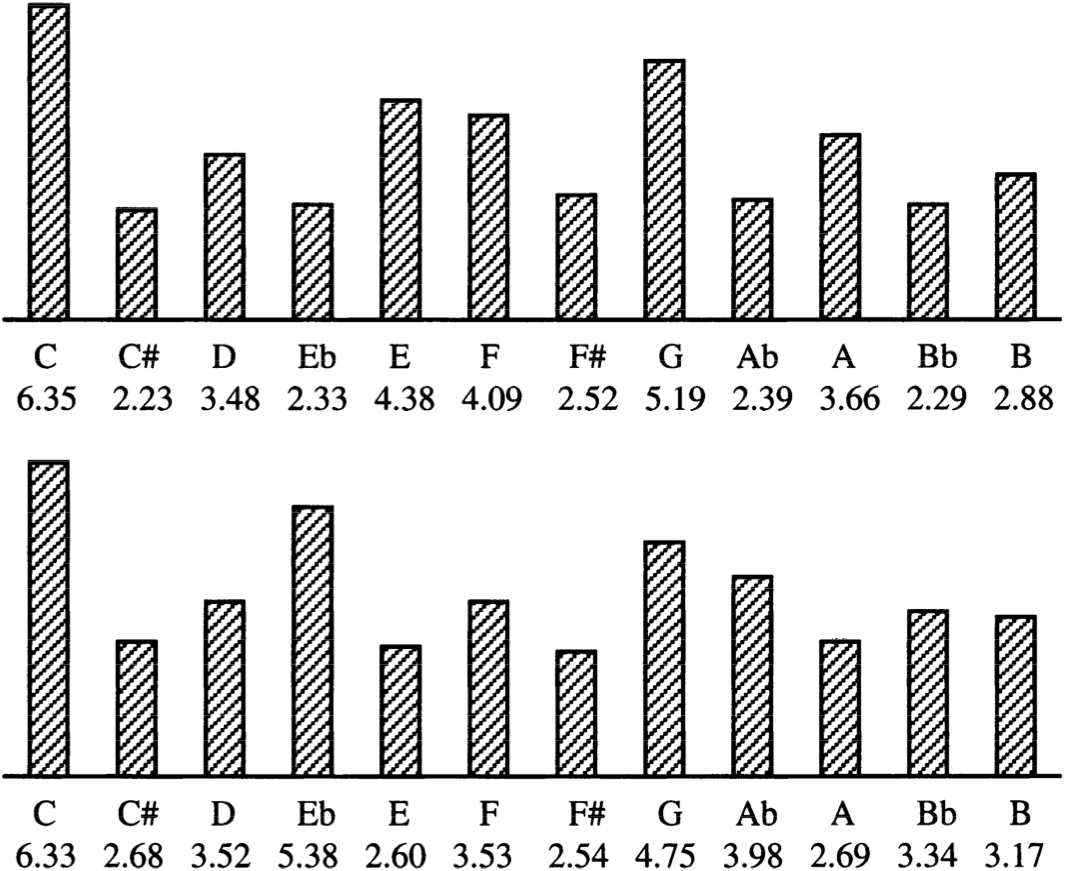 C C# D Eb E F F# G Ab A Bb B
6.35 2.23 3.48 2.33 4.38 4.09 2.52 5.19 2.39 3.66 2.29 2.88
C C# D Eb E F F# G Ab A Bb B
6.33 2.68 3.52 5.38 2.60 3.53 2.54 4.75 3.98 2.69 3.34 3.17